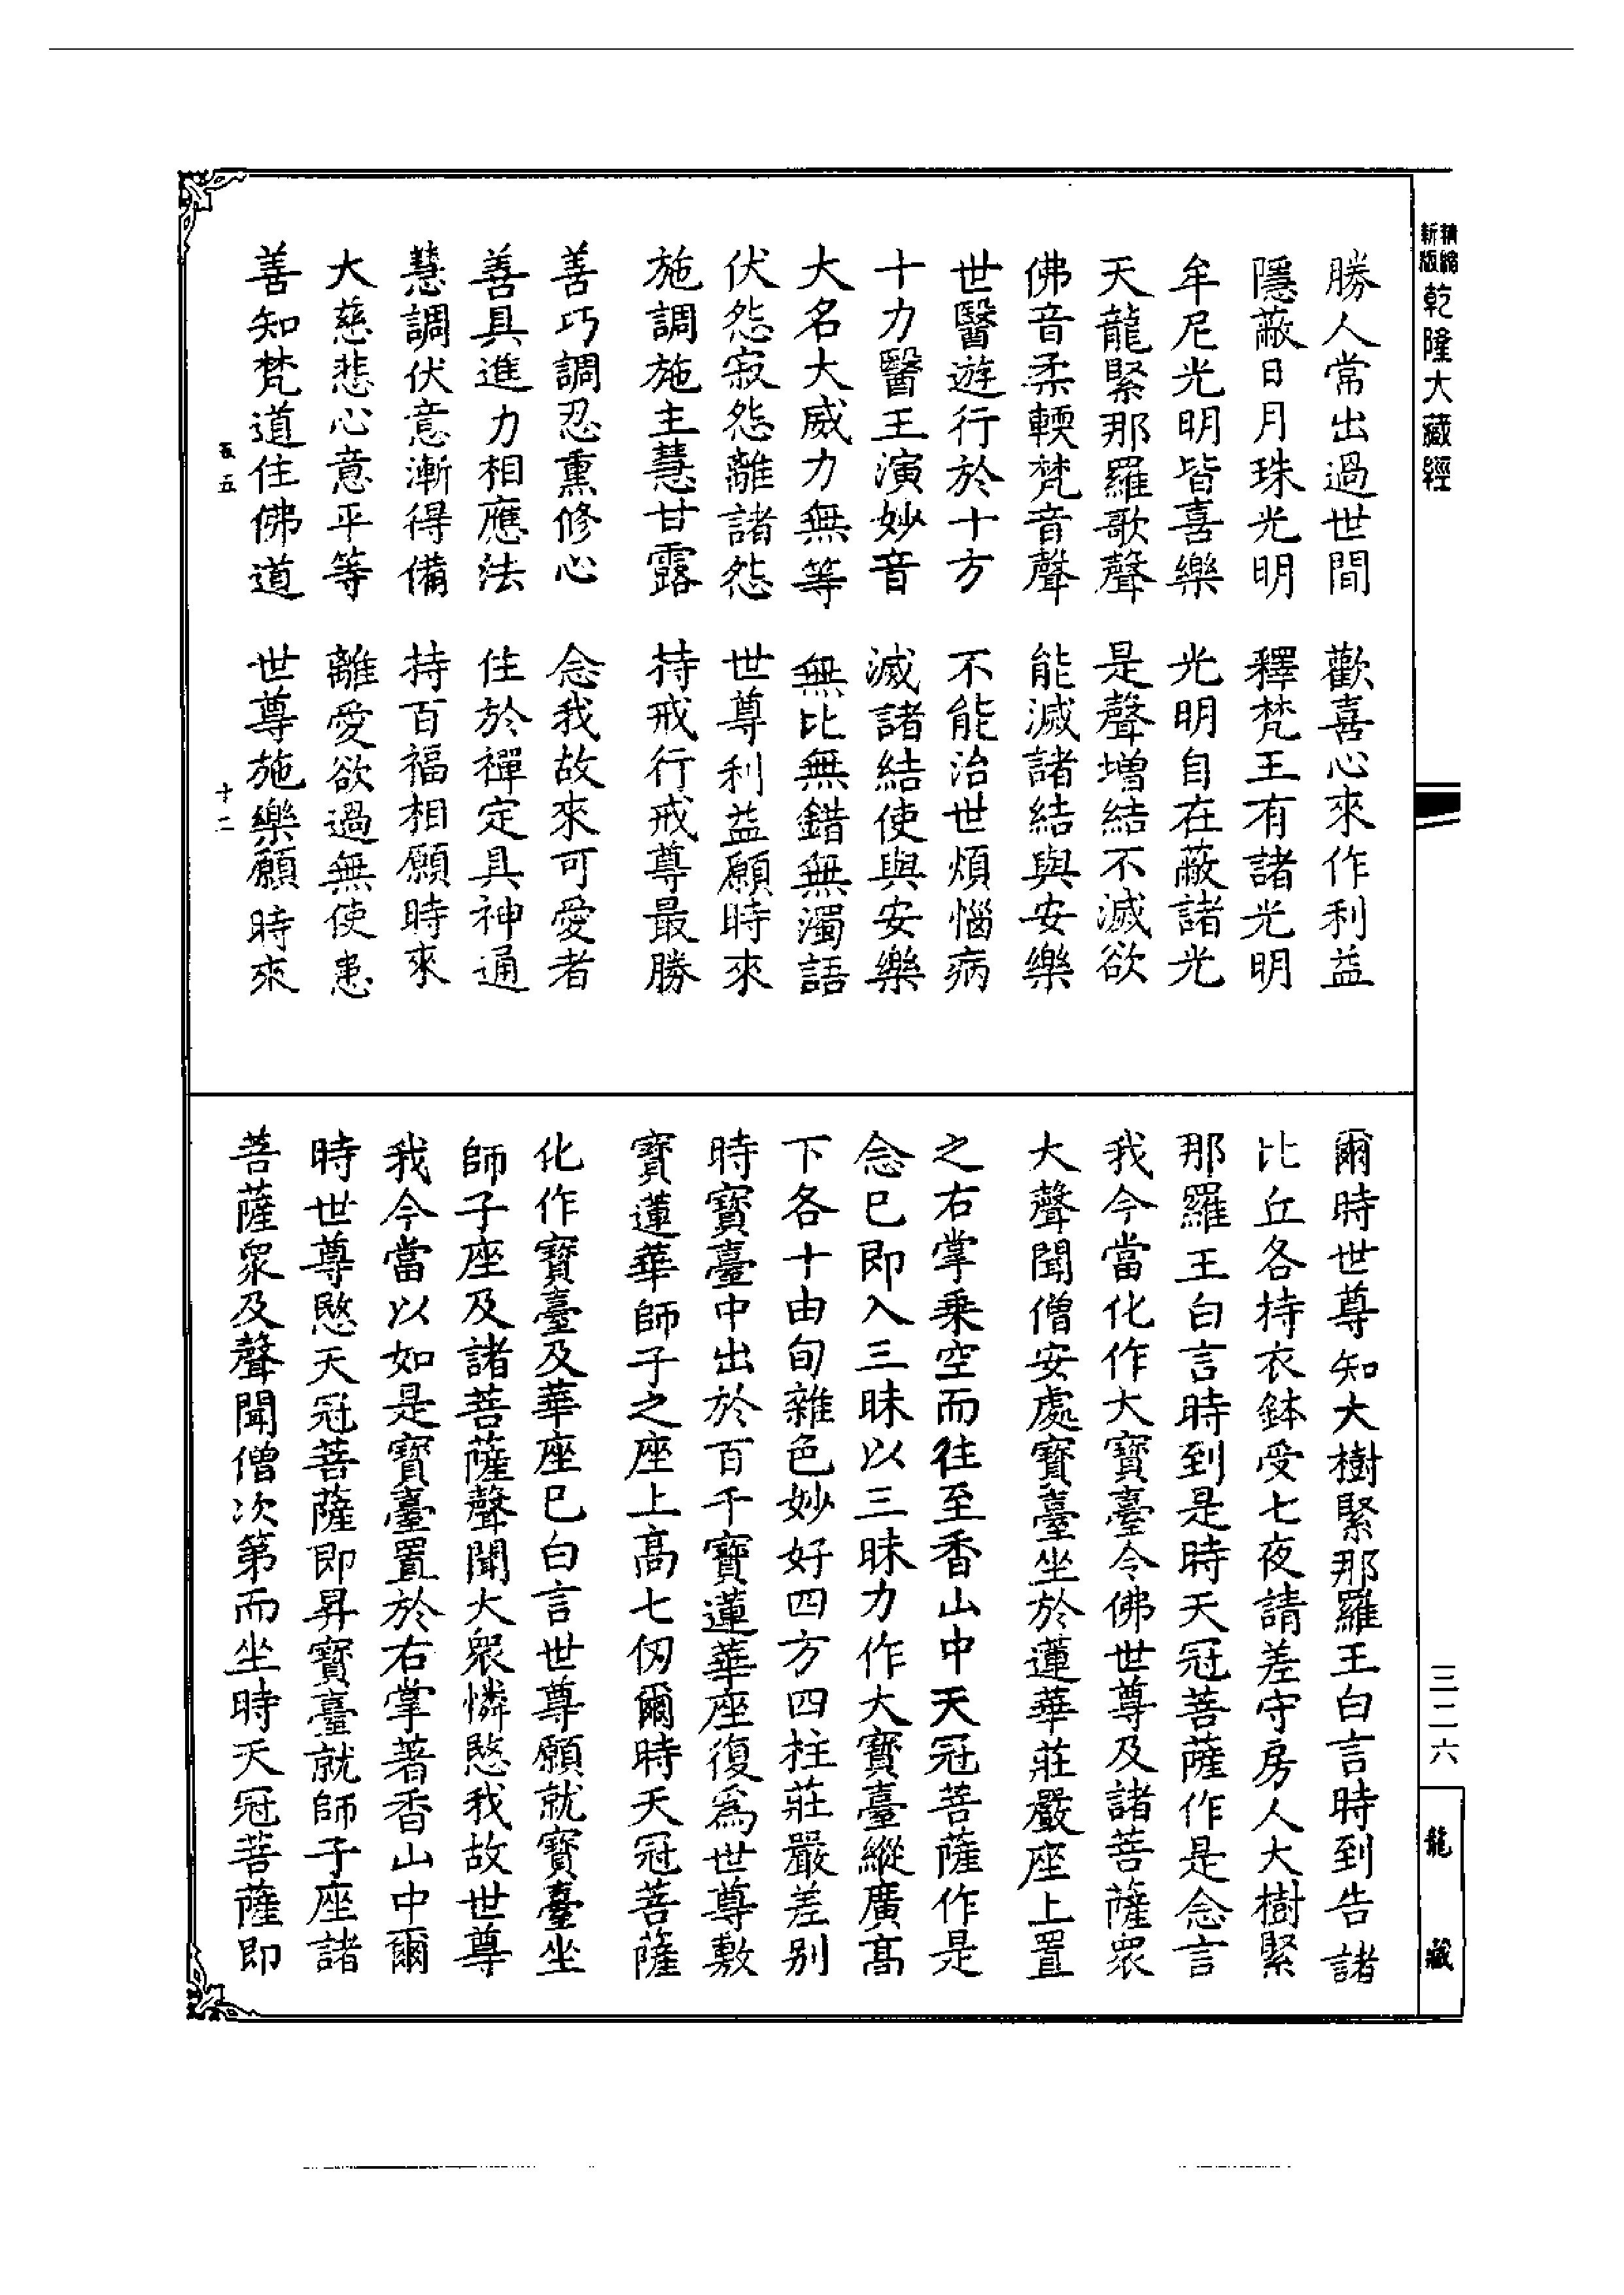 新版
精縮
乾隆大藏經
三二六
龍藏
勝人常出過世間　歡喜心來作利益
隱蔽日月珠光明　釋梵王有諸光明
牟尼光明皆喜樂　光明自在蔽諸光
天龍緊那羅歌聲　是聲增結不滅欲
佛音柔輭梵音聲　能滅諸結與安樂
世醫遊行於十方　不能治世煩惱病
十力醫王演妙音　滅諸結使與安樂
大名大威力無等　無比無錯無濁語
伏怨寂怨離諸怨　世尊利益願時來
施調施主慧甘露　持戒行戒尊最勝
善巧調忍熏修心　念我故來可愛者
善具進力相應法　住於禪定具神通
慧調伏意漸得備　持百福相願時來
大慈悲心意平等　離愛欲過無使患
善知梵道住佛道　世尊施樂願時來
五　十二
爾時世尊知大樹緊那羅王白言時到告諸
比丘各持衣鉢受七夜請差守房人大樹緊
那羅王白言時到是時天冠菩薩作是念言
我今當化作大寶臺令佛世尊及諸菩薩眾
大聲聞僧安處寶臺坐於蓮華莊嚴座上置
之右掌乘空而往至香山中天冠菩薩作是
念已即入三昧以三昧力作大寶臺縱廣高
下各十由旬雜色妙好四方四柱莊嚴差別
時寶臺中出於百千寶蓮華座復為世尊敷
寶蓮華師子之座上高七仞爾時天冠菩薩
化作寶臺及華座已白言世尊願就寶臺坐
師子座及諸菩薩聲聞大眾憐愍我故世尊
我今當以如是寶臺置於右掌著香山中爾
時世尊愍天冠菩薩即昇寶臺就師子座諸
菩薩眾及聲聞僧次第而坐時天冠菩薩即